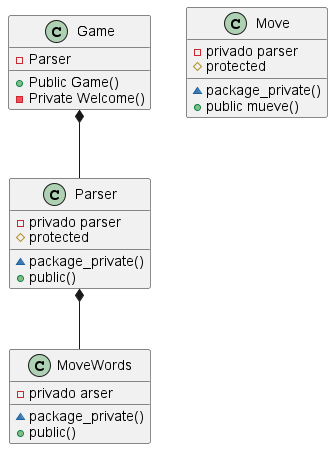 C Game
Parser
Public Game()
Private Welcome()
C Move
privado parser
protected
package_private()
public mueve()
C Parser
privado parser
protected
package_private()
public()
C MoveWords
privado arser
package_private()
public()